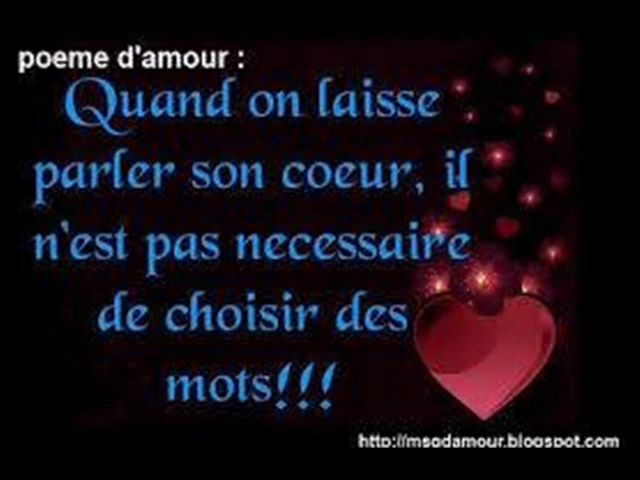 poeme d'amour :
Quand on laisse
parler son coeur, il
n'est pas necessaire
de choisir des
mots!!!
http://msgdamour.blogspot.com